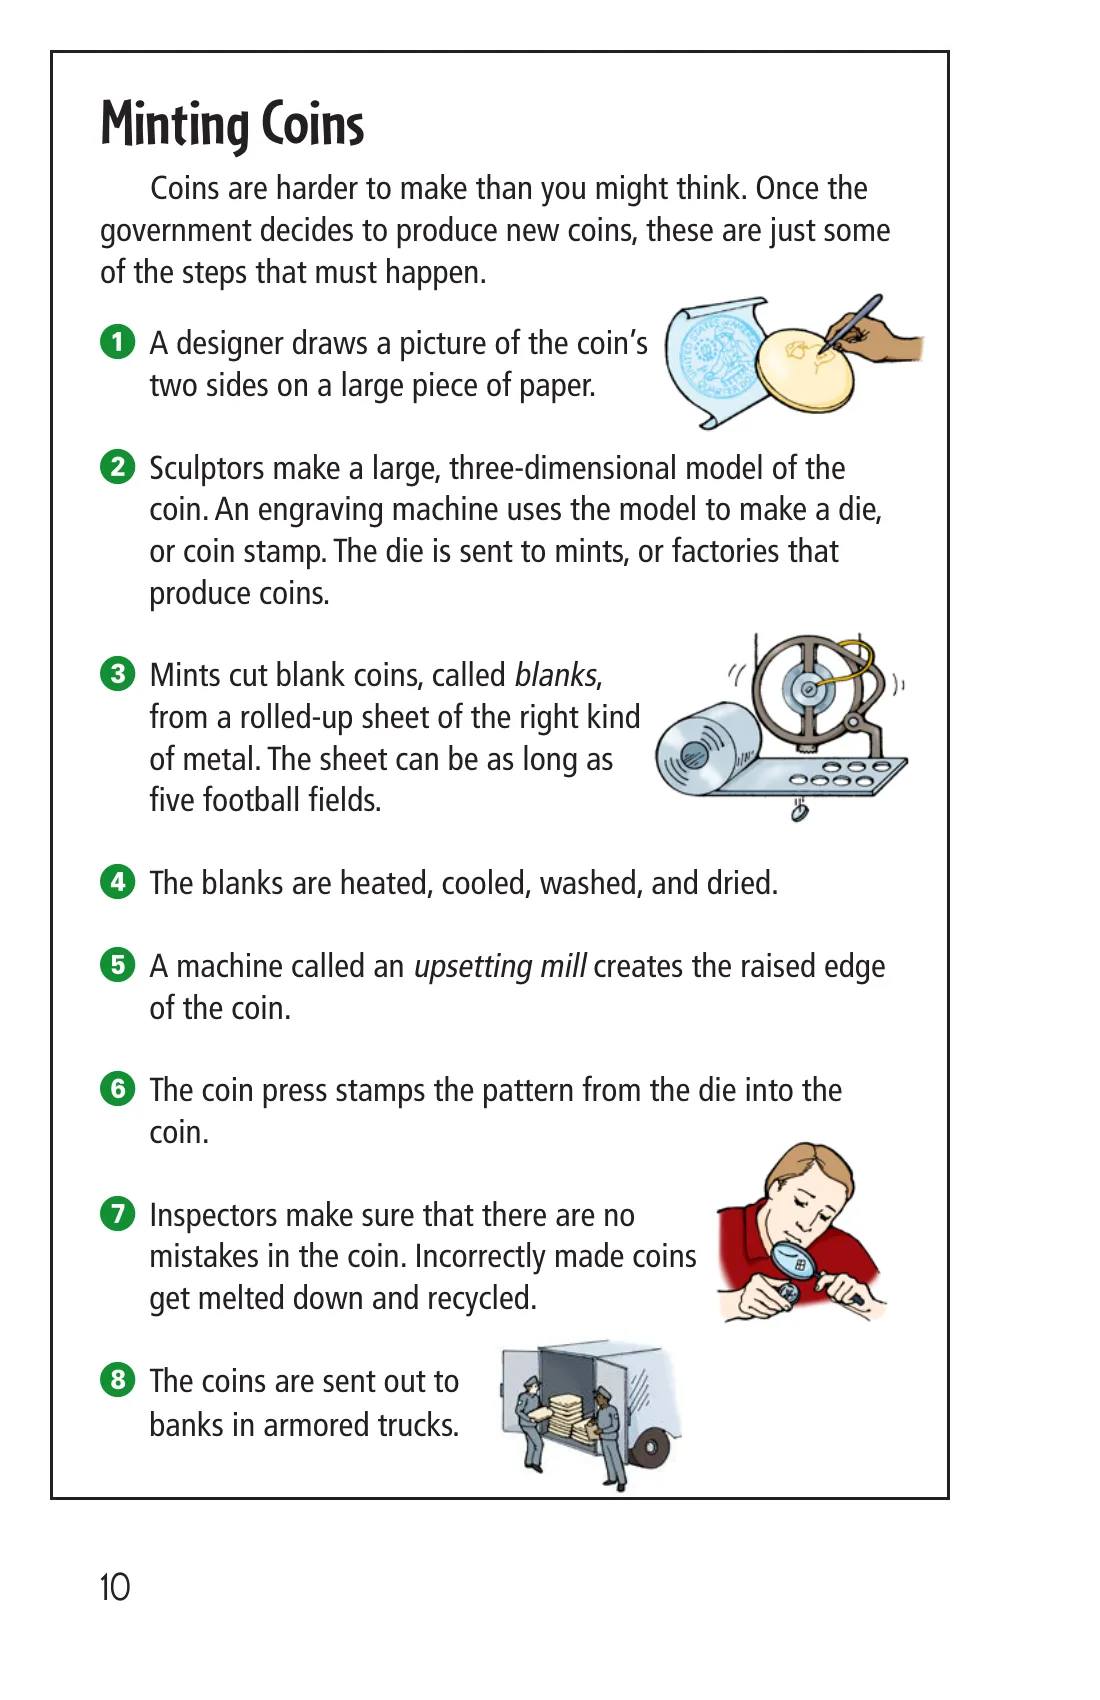 Minting Coins
Coins are harder to make than you might think. Once the
government decides to produce new coins, these are just some
of the steps that must happen.
1 A designer draws a picture of the coin’s
two sides on a large piece of paper.
2 Sculptors make a large, three-dimensional model of the
coin. An engraving machine uses the model to make a die,
or coin stamp. The die is sent to mints, or factories that
produce coins.
3 Mints cut blank coins, called blanks,
from a rolled-up sheet of the right kind
of metal. The sheet can be as long as
five football fields.
4 The blanks are heated, cooled, washed, and dried.
5 A machine called an upsetting mill creates the raised edge
of the coin.
6 The coin press stamps the pattern from the die into the
coin.
7 Inspectors make sure that there are no
mistakes in the coin. Incorrectly made coins
get melted down and recycled.
8 The coins are sent out to
banks in armored trucks.
10